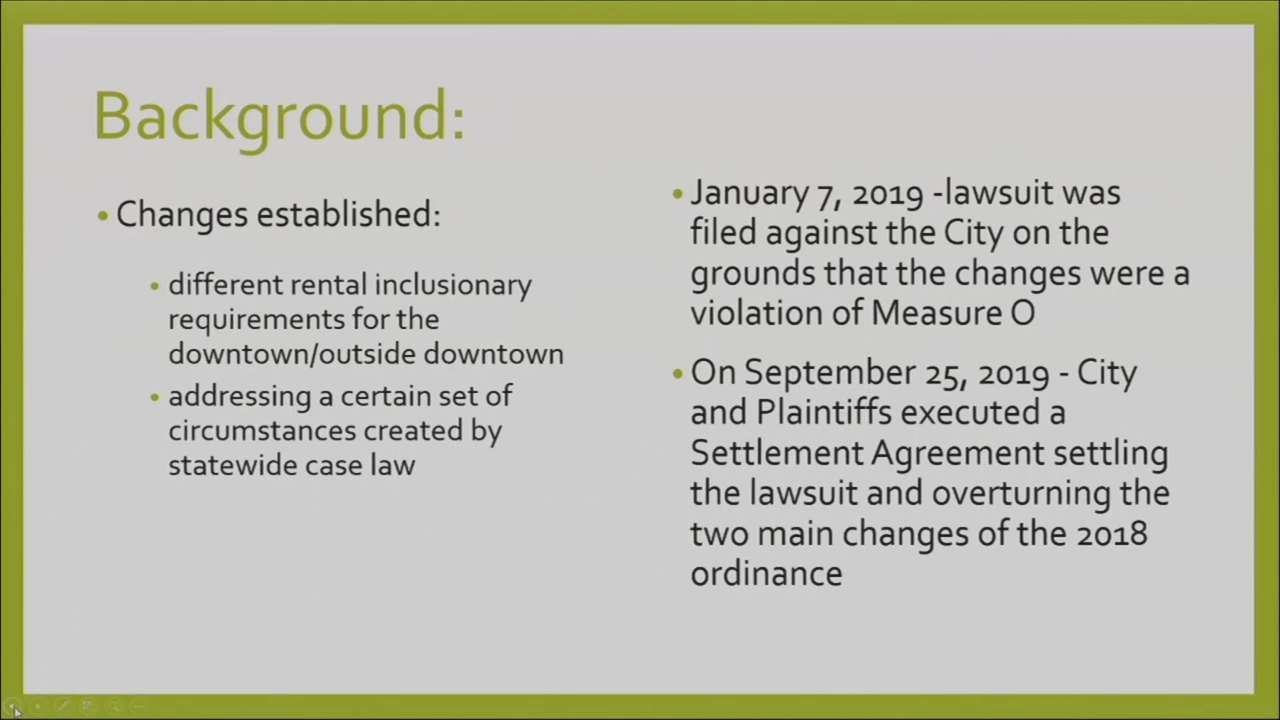 Background:
• Changes established:
• different rental inclusionary
requirements for the
downtown/outside downtown
• addressing a certain set of
circumstances created by
statewide case law
• January 7, 2019 -lawsuit was
filed against the City on the
grounds that the changes were a
violation of Measure O
• On September 25, 2019 - City
and Plaintiffs executed a
Settlement Agreement settling
the lawsuit and overturning the
two main changes of the 2018
ordinance